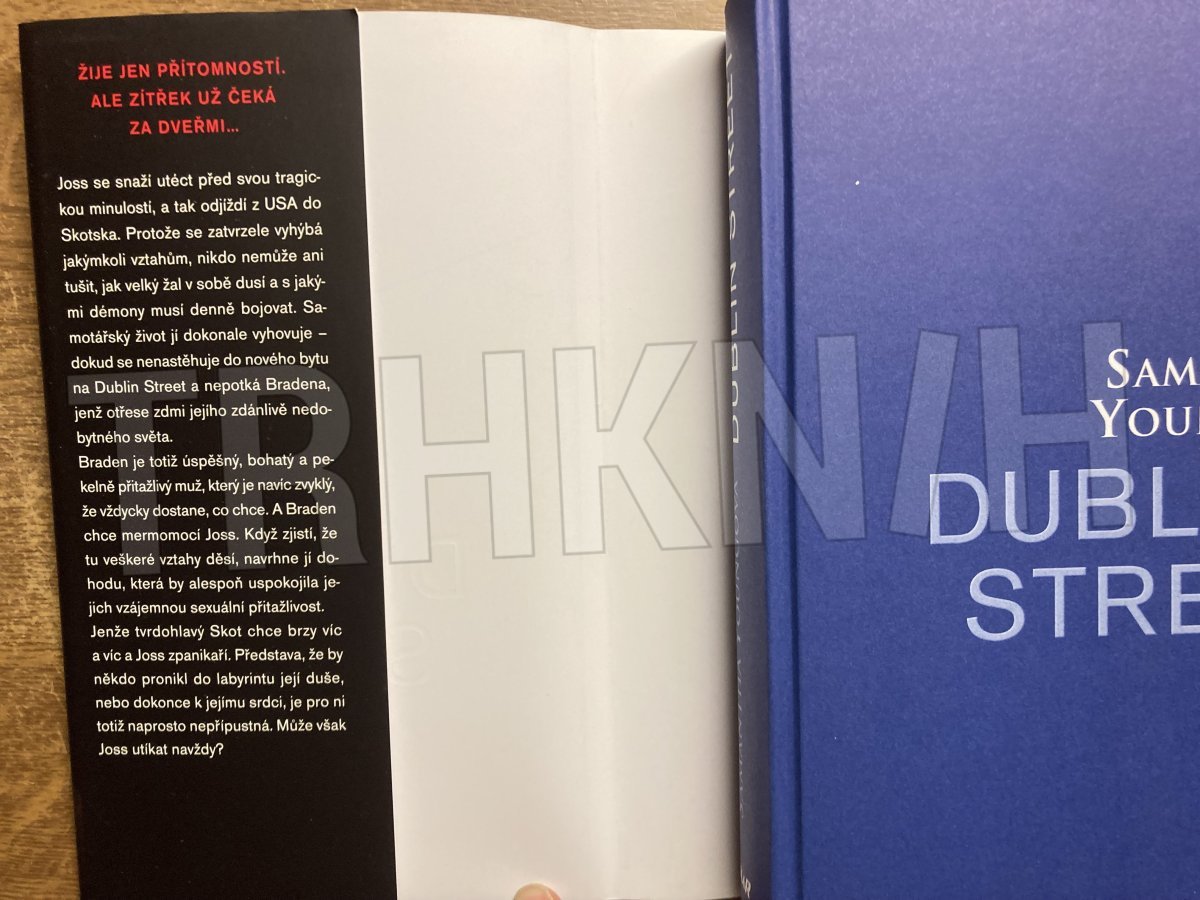 ŽIJE JEN PŘÍTOMNOSTÍ.
ALE ZÍTŘEK UŽ ČEKÁ
ZA DVEŘMI...
Joss se snaží utéct před svou tragic-
kou minulostí, a tak odjíždí z USA do
Skotska. Protože se zatvrzele vyhýbá
jakýmkoli vztahům, nikdo nemůže ani
tušit, jak velký žal v sobě dusí a s jaký-
mi démony musí denně bojovat. Sa-
motářský život jí dokonale vyhovuje –
dokud se nenastěhuje do nového bytu
na Dublin Street a nepotká Bradena,
jenž otřese zdmi jejího zdánlivě nedo-
bytného světa.
Braden je totiž úspěšný, bohatý a pe-
kelně přitažlivý muž, který je navíc zvyklý,
že vždycky dostane, co chce. A Braden
chce mermomocí Joss. Když zjistí, že
tu veškeré vztahy děsí, navrhne jí do-
hodu, která by alespoň uspokojila je-
jich vzájemnou sexuální přitažlivost.
Jenže tvrdohlavý Skot chce brzy víc
a víc a Joss zpanikaří. Představa, že by
někdo pronikl do labyrintu její duše,
nebo dokonce k jejímu srdci, je pro ni
totiž naprosto nepřípustná. Může však
Joss utíkat navždy?
DUBLIN STREET
SAM
YOU
DUBL
STRE
TRHKNIH